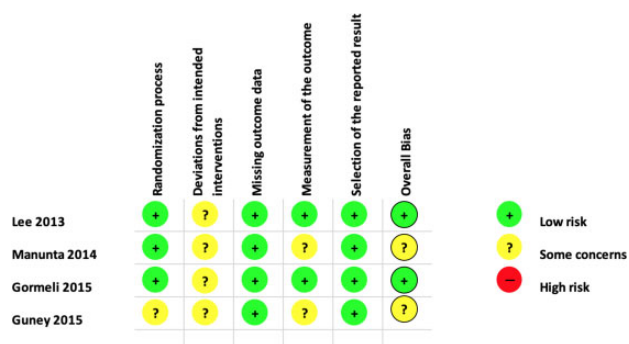 Randomization process
Deviations from intended
interventions
Missing outcome data
Measurement of the outcome
Selection of the reported result
Overall Bias
Lee 2013 + ? + + + +
Manunta 2014 + ? + ? + ?
Gormeli 2015 + ? + + + +
Guney 2015 ? ? + ? + ?
+ Low risk
? Some concerns
− High risk